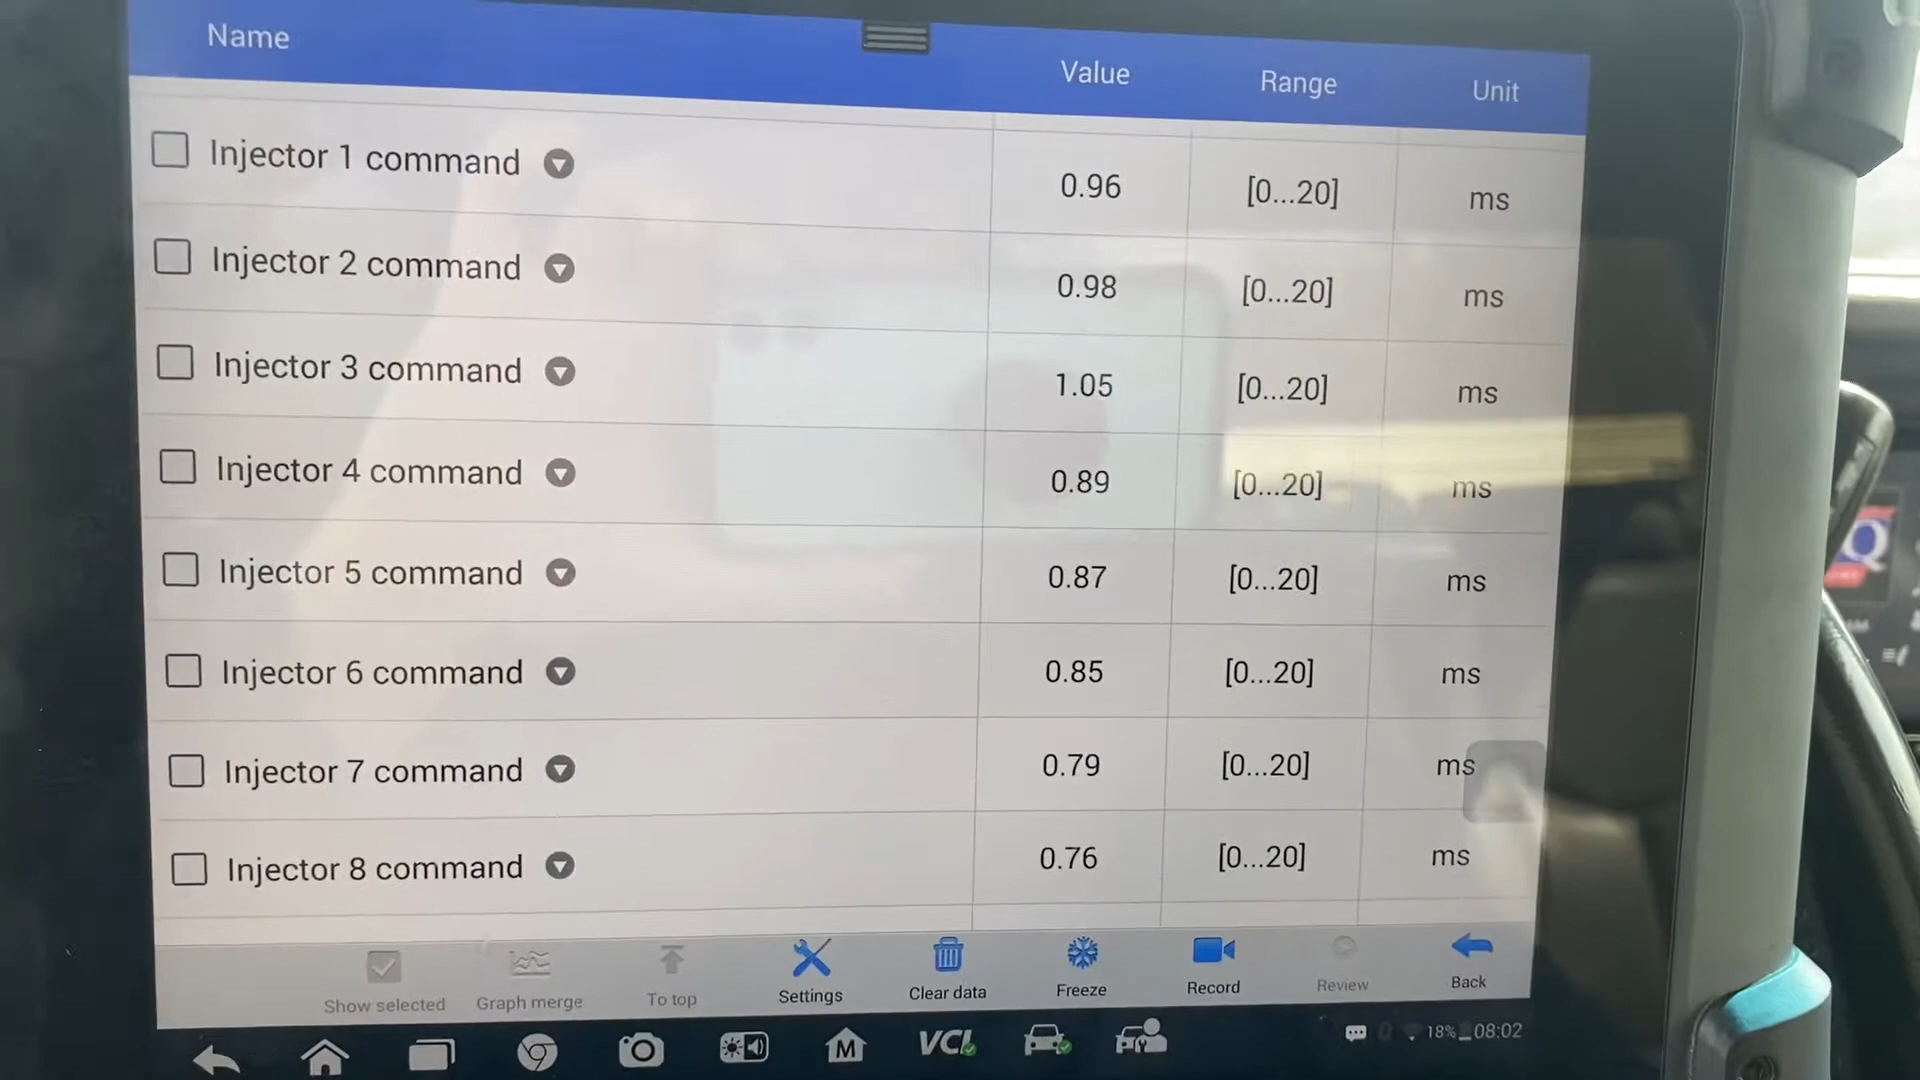 Name Value Range Unit
Injector 1 command 0.96 [0...20] ms
Injector 2 command 0.98 [0...20] ms
Injector 3 command 1.05 [0...20] ms
Injector 4 command 0.89 [0...20] ms
Injector 5 command 0.87 [0...20] ms
Injector 6 command 0.85 [0...20] ms
Injector 7 command 0.79 [0...20] ms
Injector 8 command 0.76 [0...20] ms
Show selected Graph merge To top Settings Clear data Freeze Record Review Back
M VCI 18% 08:02
Q